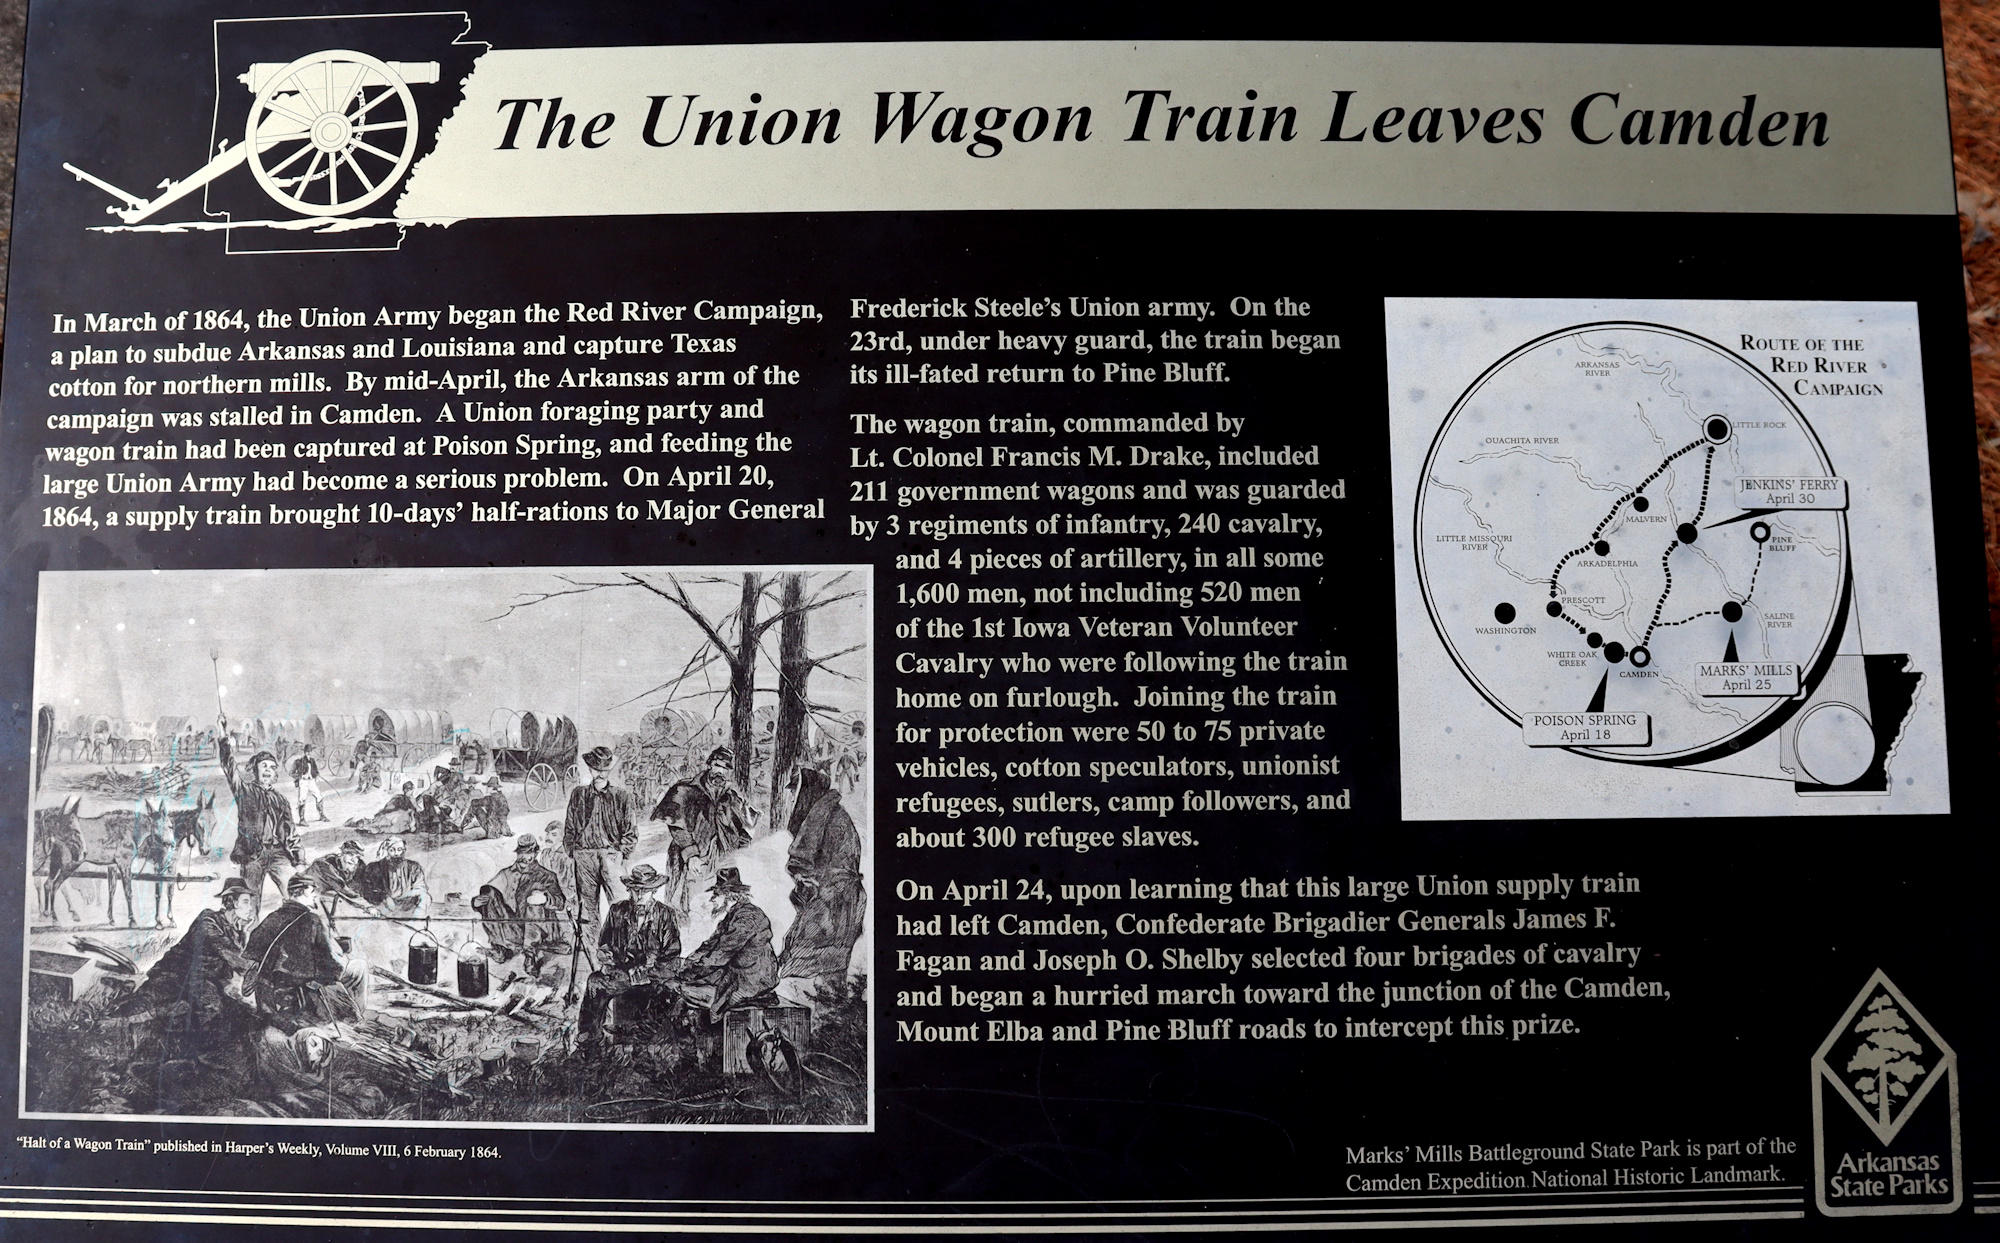 The Union Wagon Train Leaves Camden
In March of 1864, the Union Army began the Red River Campaign,
a plan to subdue Arkansas and Louisiana and capture Texas
cotton for northern mills. By mid-April, the Arkansas arm of the
campaign was stalled in Camden. A Union foraging party and
wagon train had been captured at Poison Spring, and feeding the
large Union Army had become a serious problem. On April 20,
1864, a supply train brought 10-days' half-rations to Major General
Frederick Steele's Union army. On the
23rd, under heavy guard, the train began
its ill-fated return to Pine Bluff.
The wagon train, commanded by
Lt. Colonel Francis M. Drake, included
211 government wagons and was guarded
by 3 regiments of infantry, 240 cavalry,
and 4 pieces of artillery, in all some
1,600 men, not including 520 men
of the 1st Iowa Veteran Volunteer
Cavalry who were following the train
home on furlough. Joining the train
for protection were 50 to 75 private
vehicles, cotton speculators, unionist
refugees, sutlers, camp followers, and
about 300 refugee slaves.
On April 24, upon learning that this large Union supply train
had left Camden, Confederate Brigadier Generals James F.
Fagan and Joseph O. Shelby selected four brigades of cavalry
and began a hurried march toward the junction of the Camden,
Mount Elba and Pine Bluff roads to intercept this prize.
ROUTE OF THE
RED RIVER
CAMPAIGN
ARKANSAS
RIVER
LITTLE ROCK
OUACHITA RIVER
JENKINS' FERRY
April 30
MALVERN
LITTLE MISSOURI
RIVER
PINE
BLUFF
ARKADELPHIA
PRESCOTT
SALINE
RIVER
WASHINGTON
WHITE OAK
CREEK
CAMDEN
MARKS' MILLS
April 25
POISON SPRING
April 18
"Halt of a Wagon Train" published in Harper's Weekly, Volume VIII, 6 February 1864.
Marks' Mills Battleground State Park is part of the
Camden Expedition National Historic Landmark.
Arkansas
State Parks